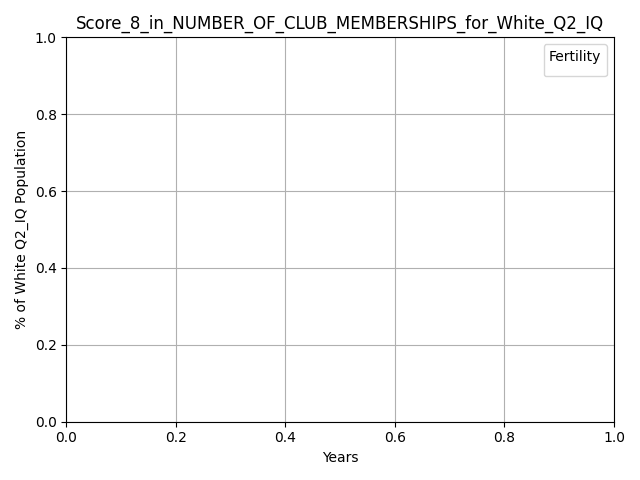 Score_8_in_NUMBER_OF_CLUB_MEMBERSHIPS_for_White_Q2_IQ
Fertility
% of White Q2_IQ Population
1.0
0.8
0.6
0.4
0.2
0.0
0.0 0.2 0.4 0.6 0.8 1.0
Years